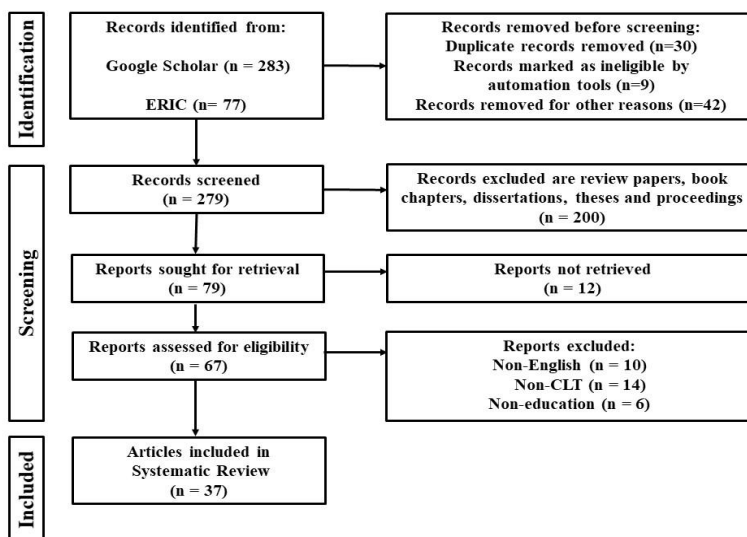 Identification
Records identified from:
Google Scholar (n = 283)
ERIC (n= 77)
Records removed before screening:
Duplicate records removed (n=30)
Records marked as ineligible by
automation tools
(n=9)
Records removed for other reasons (n=42)
Screening
Records screened
(n = 279)
Records excluded are review papers, book
chapters, dissertations, theses and proceedings
(n = 200)
Reports sought for retrieval
(n = 79)
Reports not retrieved
(n = 12)
Reports assessed for eligibility
(n = 67)
Reports excluded:
Non-English (n = 10)
Non-CLT (n = 14)
Non-education (n = 6)
Included
Articles included in
Systematic Review
(n = 37)